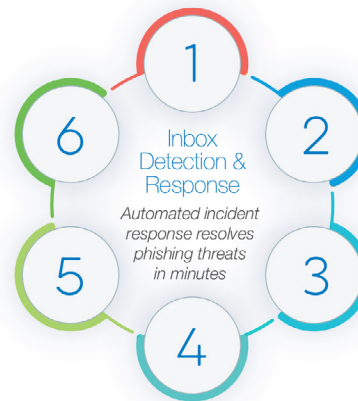 1
6
2
Inbox
Detection &
Response
Automated incident
response resolves
phishing threats
in minutes
5
3
4